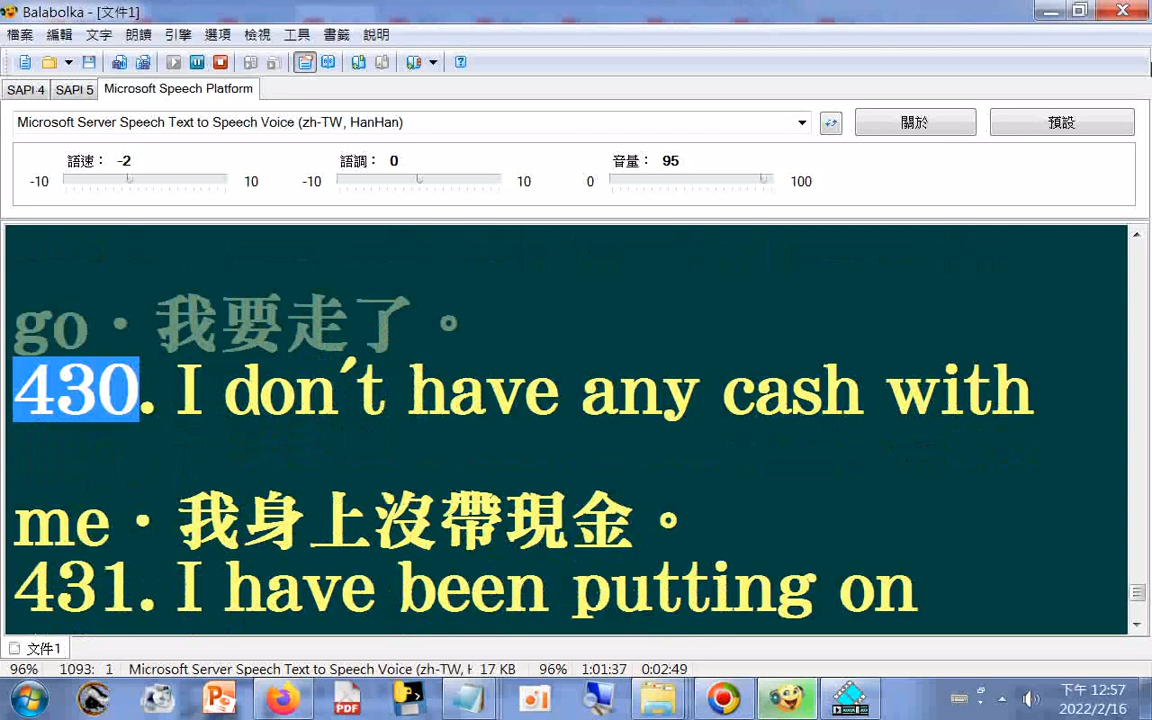 Balabolka - [文件1]
檔案 編輯 文字 朗讀 引擎 選項 檢視 工具 書籤 說明
SAPI 4 SAPI 5 Microsoft Speech Platform
Microsoft Server Speech Text to Speech Voice (zh-TW, HanHan) 關於 預設
語速： -2 語調： 0 音量： 95
-10 10 -10 10 0 100
go．我要走了。
430. I don't have any cash with
me．我身上沒帶現金。
431. I have been putting on
文件1
96% 1093: 1 Microsoft Server Speech Text to Speech Voice (zh-TW, H 17 KB 96% 1:01:37 0:02:49
PDF
下午 12:57
2022/2/16